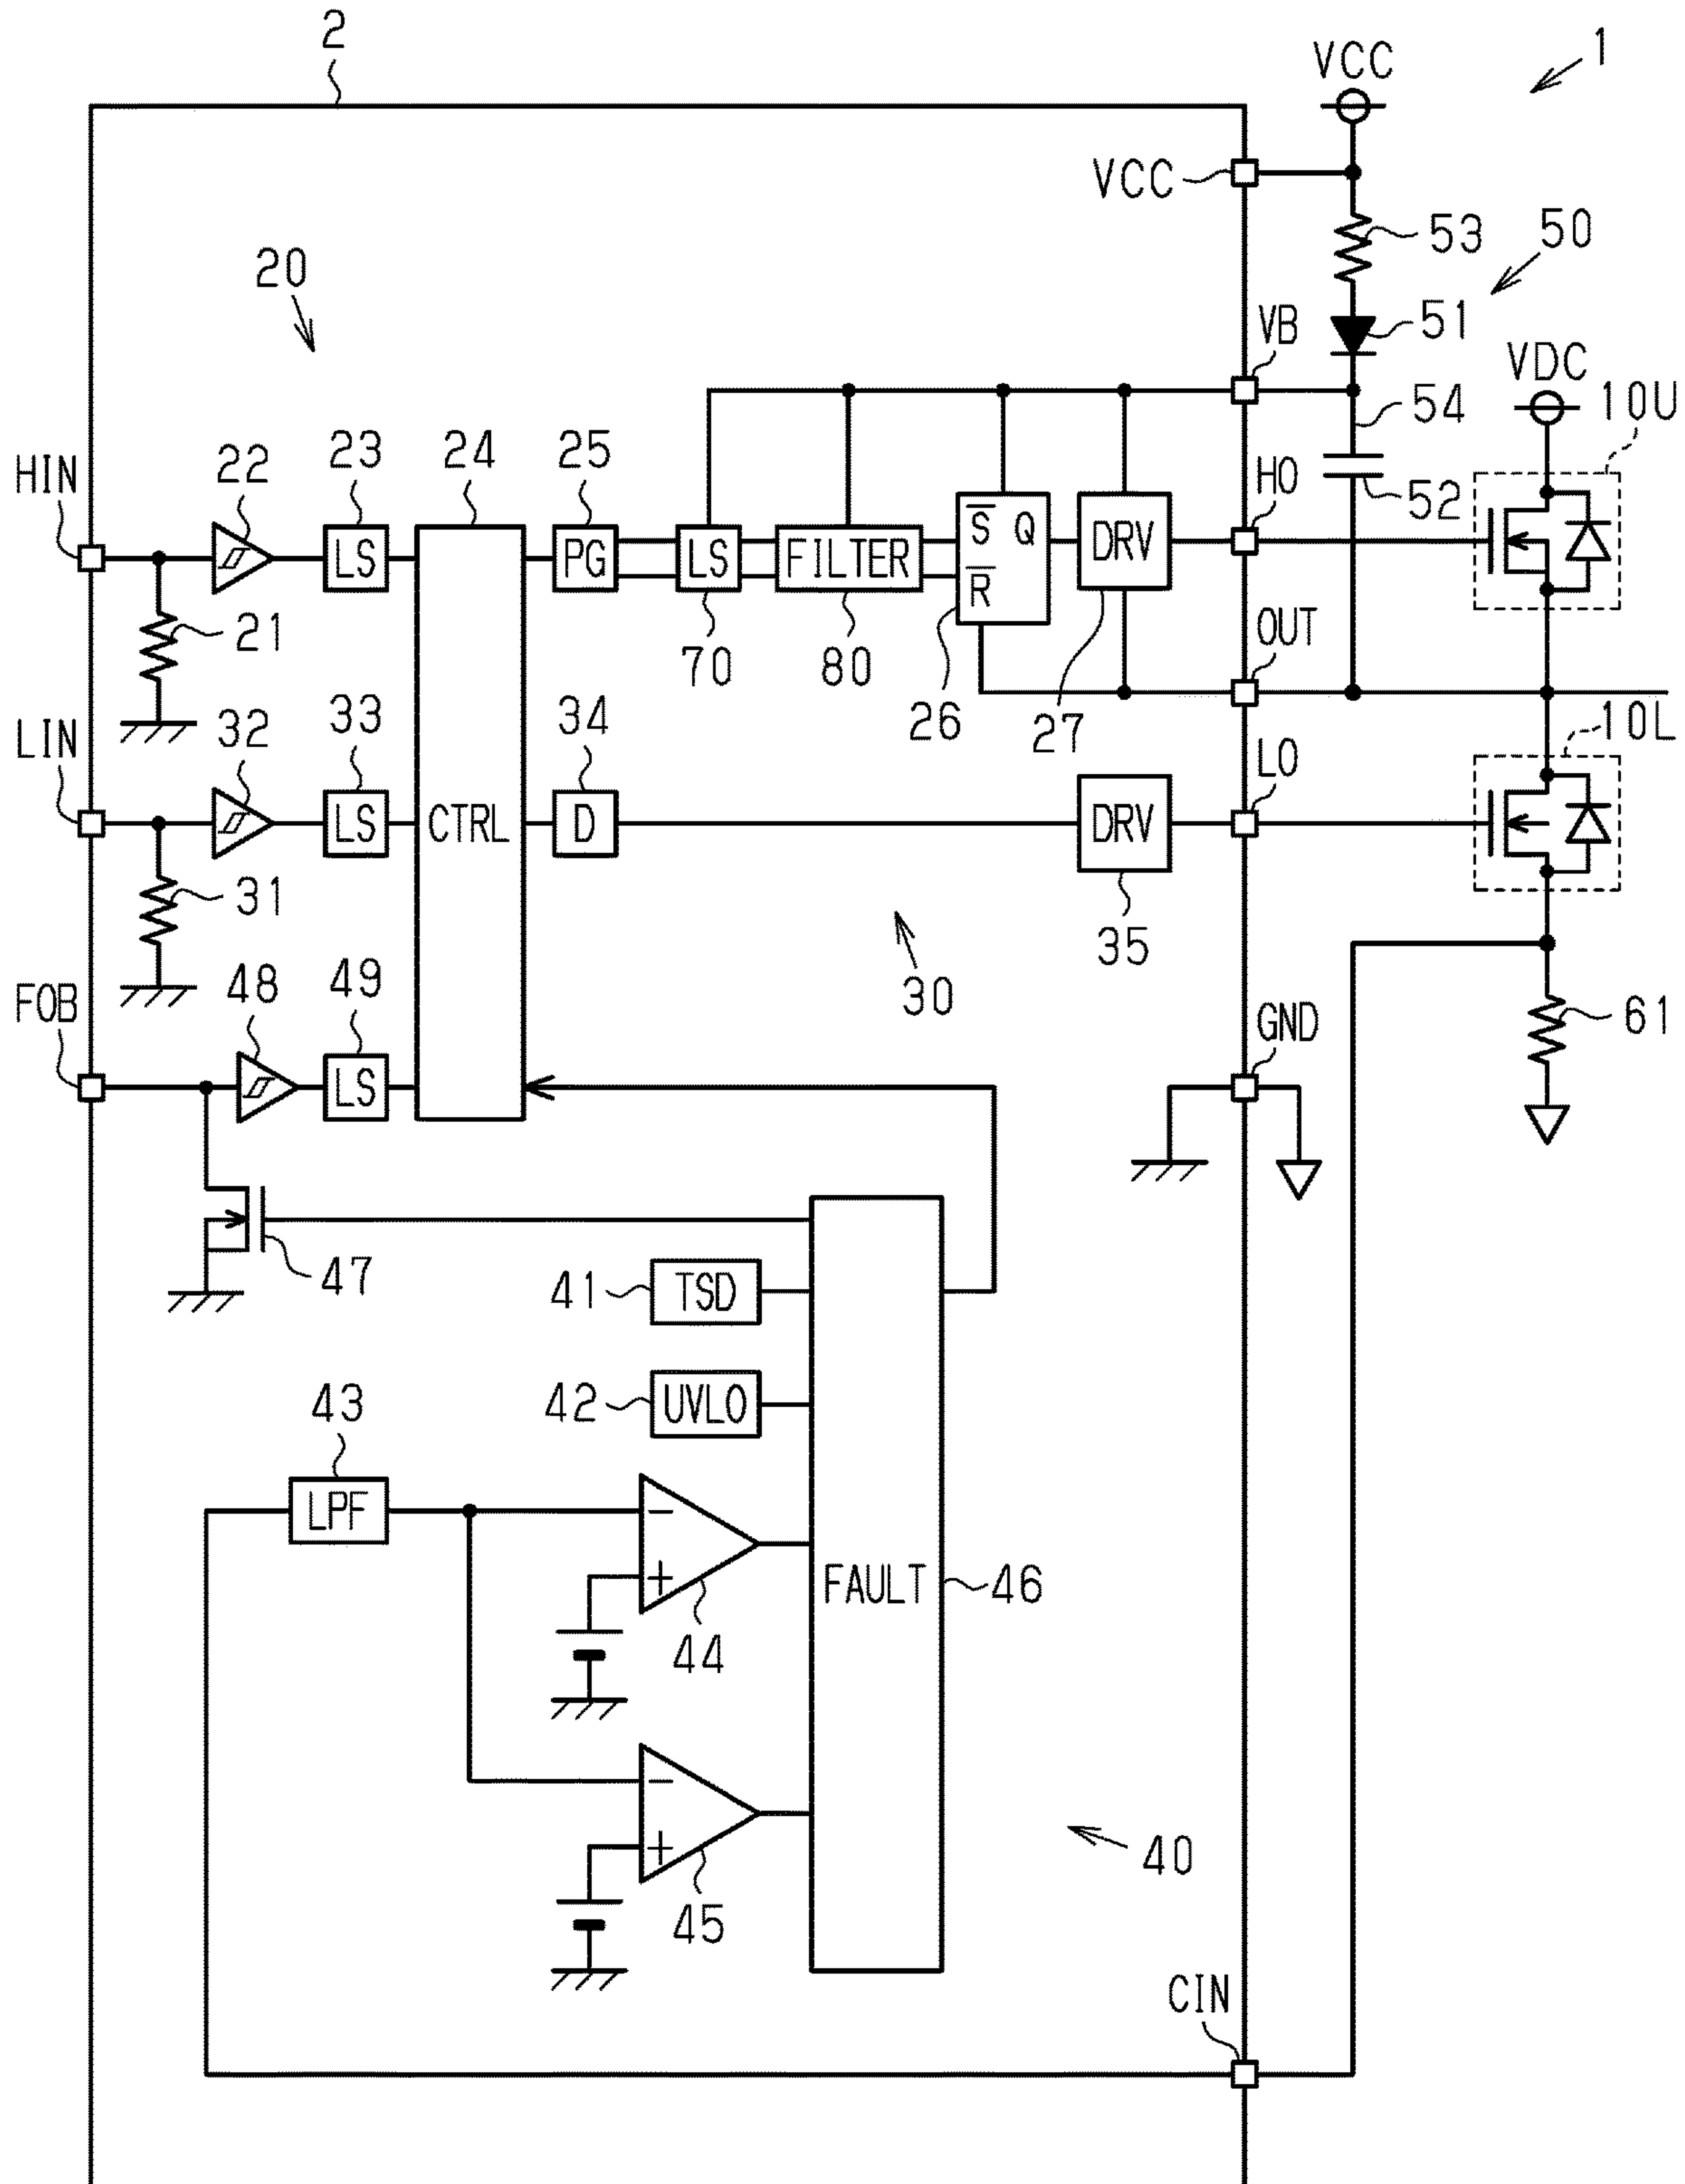 2
VCC
1
VCC
53
50
20
VB
51
VDC
10U
54
HIN
22
23
24
25
HO
52
S Q
LS
PG
LS
FILTER
DRV
R
21
70
80
OUT
26
27
LIN
32
33
34
10L
LO
LS
CTRL
D
DRV
31
35
FOB
48
49
30
GND
61
LS
47
41
TSD
42
UVLO
43
LPF
−
+
FAULT
46
44
−
+
40
45
CIN